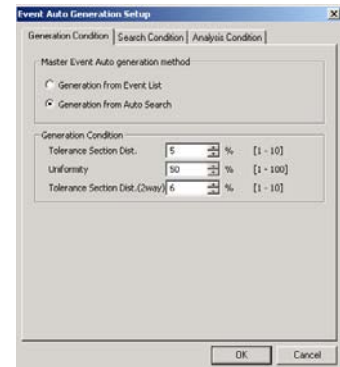 Event Auto Generation Setup
Generation Condition Search Condition Analysis Condition
Master Event Auto generation method
Generation from Event List
Generation from Auto Search
Generation Condition
Tolerance Section Dist. 5 % [1 - 10]
Uniformity 50 % [1 - 100]
Tolerance Section Dist.(2way) 6 % [1 - 10]
OK Cancel